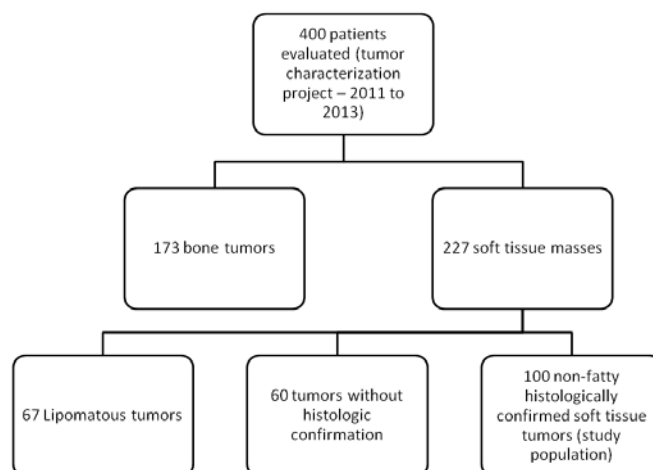 400 patients
evaluated (tumor
characterization
project – 2011 to
2013)
173 bone tumors
227 soft tissue masses
67 Lipomatous tumors
60 tumors without
histologic
confirmation
100 non-fatty
histologically
confirmed soft tissue
tumors (study
population)